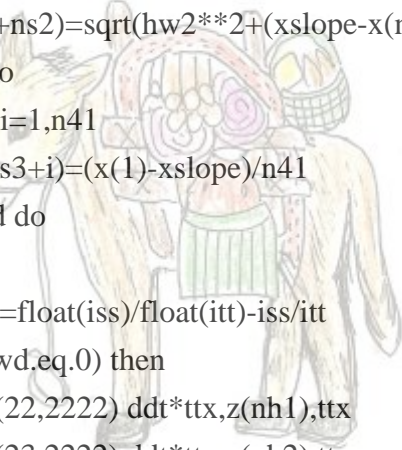 +ns2)=sqrt(hw2**2+(xslope-x(n
o
i=1,n41
s3+i)=(x(1)-xslope)/n41
d do
=float(iss)/float(itt)-iss/itt
wd.eq.0) then
(22,2222) ddt*ttx,z(nh1),ttx